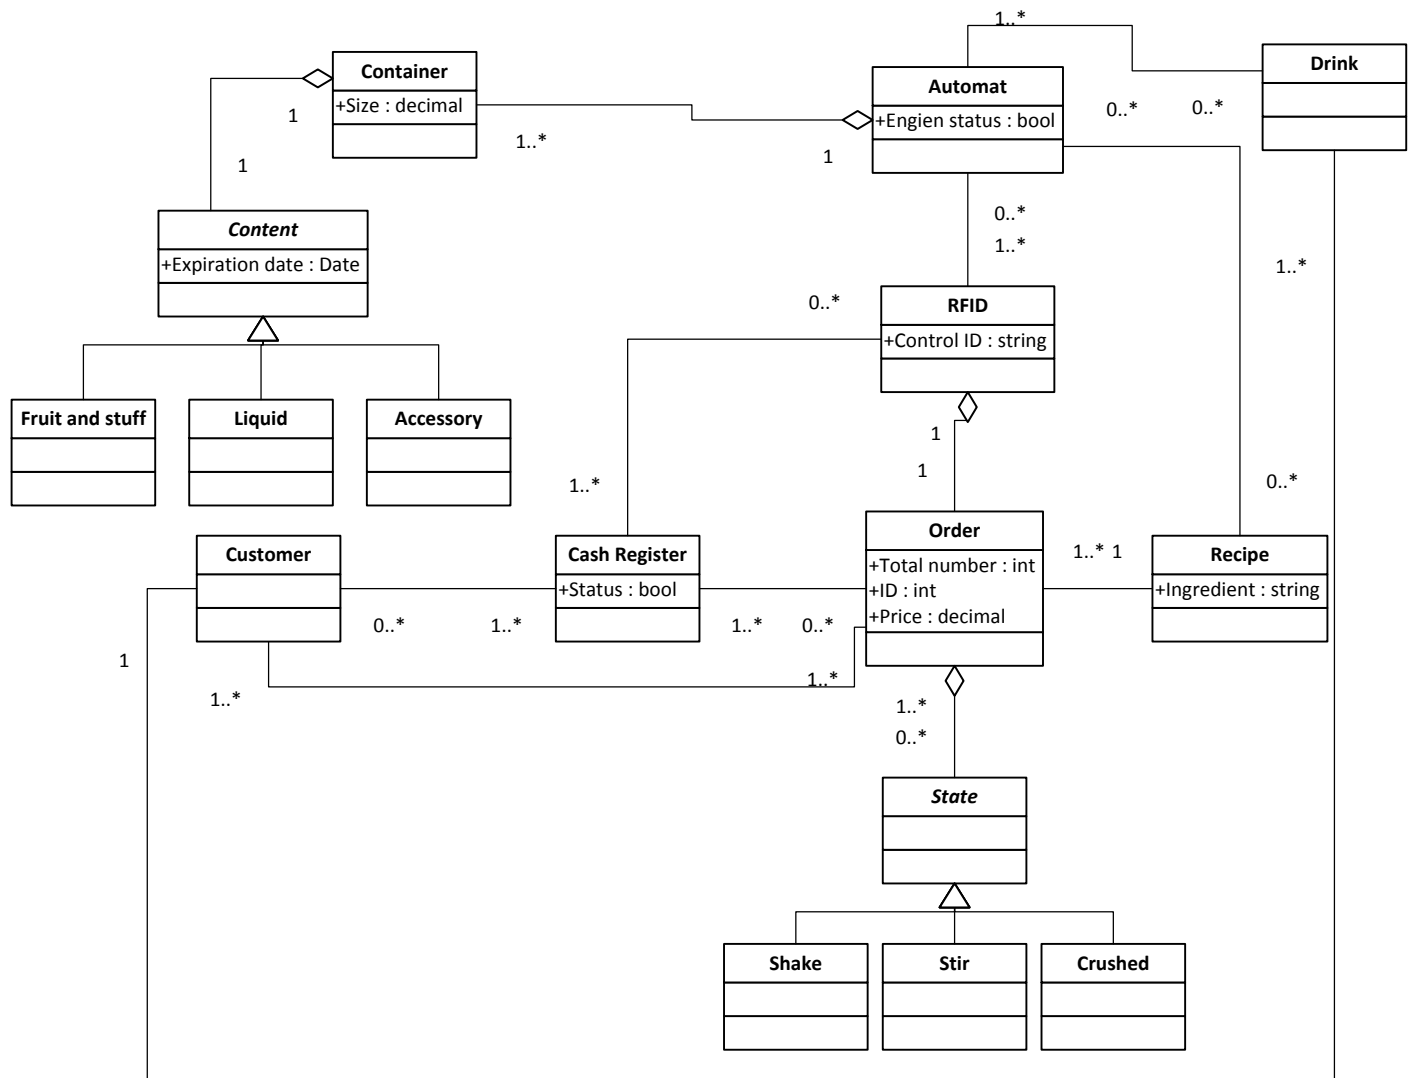 1..*
Container
+Size : decimal
Automat
+Engien status : bool
Drink
1
1..*
1
0..*
0..*
1
Content
+Expiration date : Date
0..*
1..*
1..*
0..*
RFID
+Control ID : string
Fruit and stuff
Liquid
Accessory
1
1
1..*
0..*
Customer
Cash Register
+Status : bool
Order
+Total number : int
+ID : int
+Price : decimal
1..* 1
Recipe
+Ingredient : string
0..*
1..*
1..*
0..*
1
1..*
1..*
1..*
0..*
State
Shake
Stir
Crushed